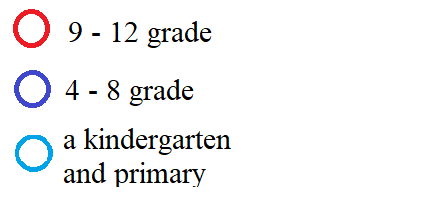 9 - 12 grade
4 - 8 grade
a kindergarten
and primary